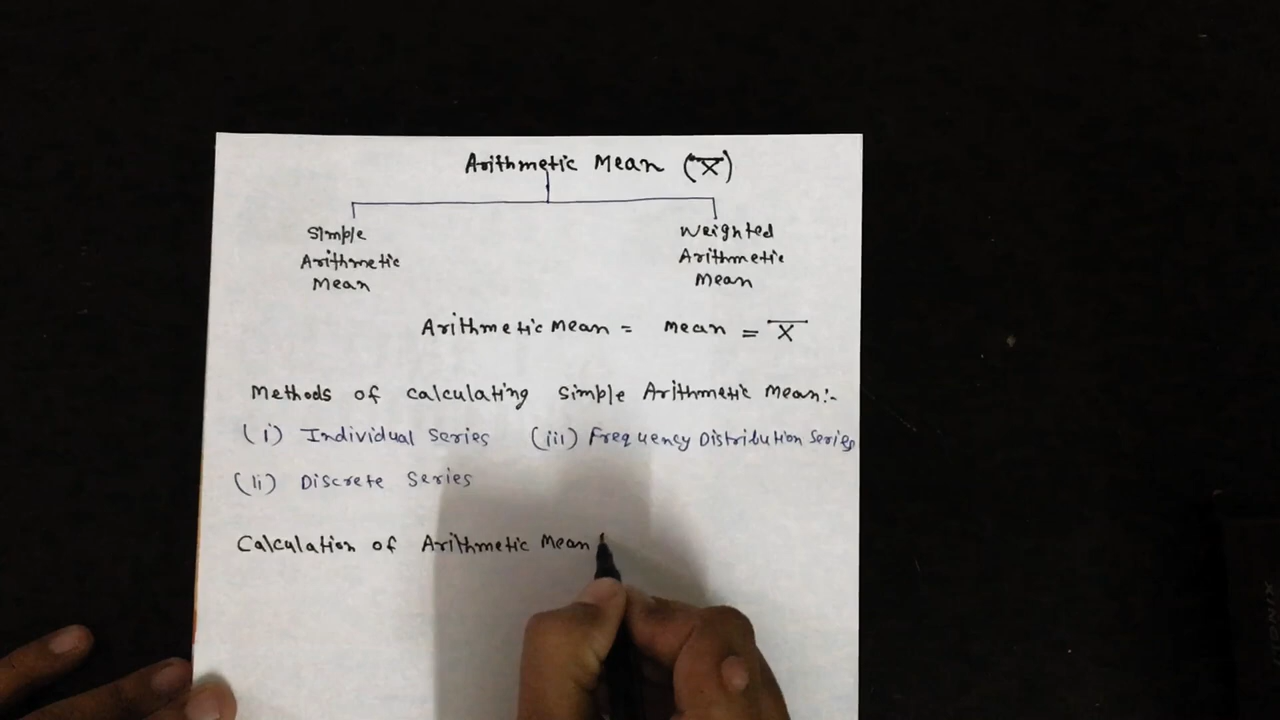 Arithmetic Mean (X̅)
Simple
Arithmetic
Mean
Weighted
Arithmetic
Mean
Arithmetic Mean = Mean = X̅
Methods of calculating Simple Arithmetic Mean:-
(i) Individual Series (iii) Frequency Distribution Series
(ii) Discrete Series
Calculation of Arithmetic Mean